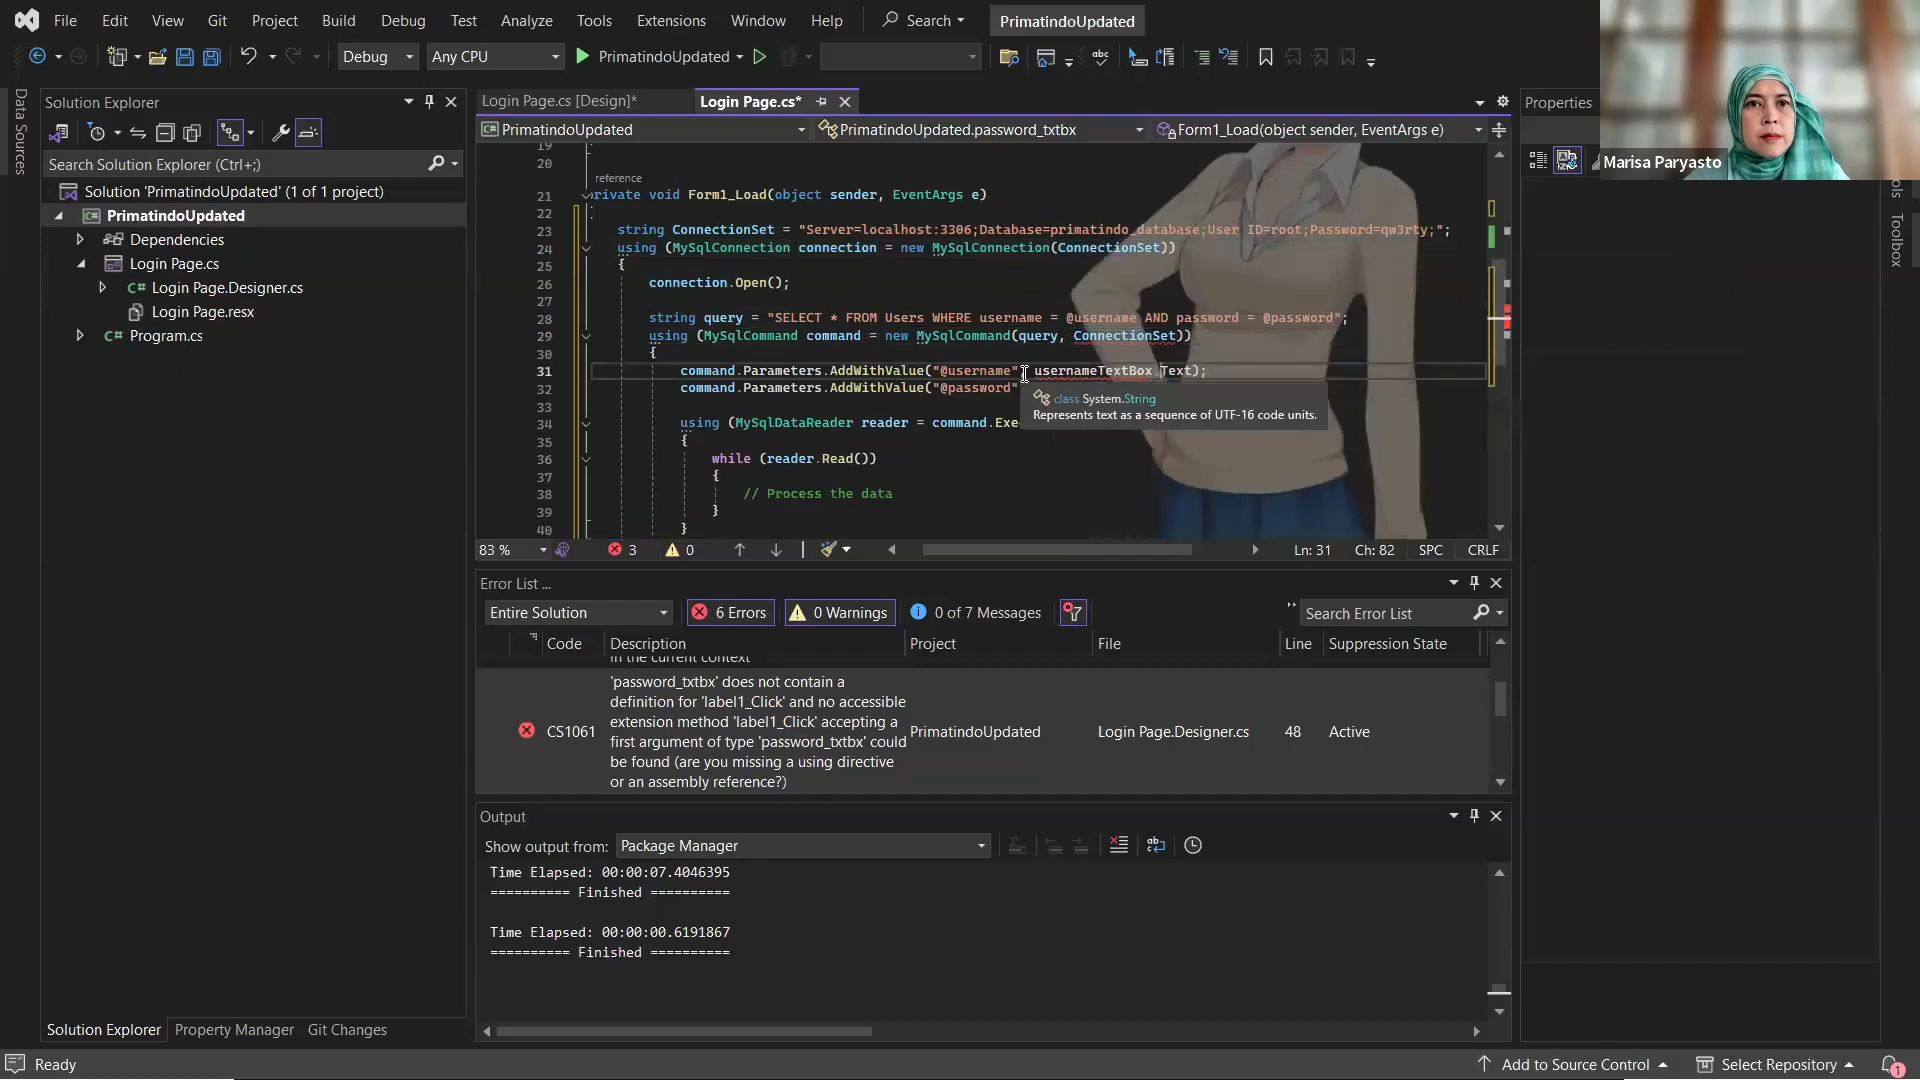 File Edit View Git Project Build Debug Test Analyze Tools Extensions Window Help Search PrimatindoUpdated
Debug Any CPU PrimatindoUpdated
Data Sources
Solution Explorer
Search Solution Explorer (Ctrl+;)
Solution 'PrimatindoUpdated' (1 of 1 project)
PrimatindoUpdated
Dependencies
Login Page.cs
C# Login Page.Designer.cs
Login Page.resx
C# Program.cs
Login Page.cs [Design]* Login Page.cs*
PrimatindoUpdated PrimatindoUpdated.password_txtbx Form1_Load(object sender, EventArgs e)
19
20
reference
21 rivate void Form1_Load(object sender, EventArgs e)
22
23 string ConnectionSet = "Server=localhost:3306;Database=primatindo_database;User ID=root;Password=qw3rty;";
24 using (MySqlConnection connection = new MySqlConnection(ConnectionSet))
25 {
26 connection.Open();
27
28 string query = "SELECT * FROM Users WHERE username = @username AND password = @password";
29 using (MySqlCommand command = new MySqlCommand(query, ConnectionSet))
30 {
31 command.Parameters.AddWithValue("@username", usernameTextBox.Text);
32 command.Parameters.AddWithValue("@password"
class System.String
Represents text as a sequence of UTF-16 code units.
33
34 using (MySqlDataReader reader = command.Exe
35 {
36 while (reader.Read())
37 {
38 // Process the data
39 }
40 }
83 % 3 0 Ln: 31 Ch: 82 SPC CRLF
Error List ...
Entire Solution 6 Errors 0 Warnings 0 of 7 Messages Search Error List
Code Description Project File Line Suppression State
in the current context
'password_txtbx' does not contain a
definition for 'label1_Click' and no accessible
extension method 'label1_Click' accepting a
CS1061 first argument of type 'password_txtbx' could PrimatindoUpdated Login Page.Designer.cs 48 Active
be found (are you missing a using directive
or an assembly reference?)
Output
Show output from: Package Manager
Time Elapsed: 00:00:07.4046395
========== Finished ==========
Time Elapsed: 00:00:00.6191867
========== Finished ==========
Solution Explorer Property Manager Git Changes
Properties
Marisa Paryasto
Toolbox
Ready Add to Source Control Select Repository 1